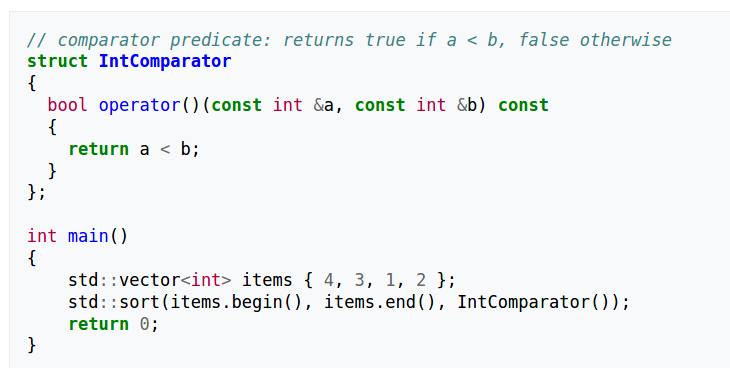 // comparator predicate: returns true if a < b, false otherwise
struct IntComparator
{
  bool operator()(const int &a, const int &b) const
  {
    return a < b;
  }
};

int main()
{
    std::vector<int> items { 4, 3, 1, 2 };
    std::sort(items.begin(), items.end(), IntComparator());
    return 0;
}